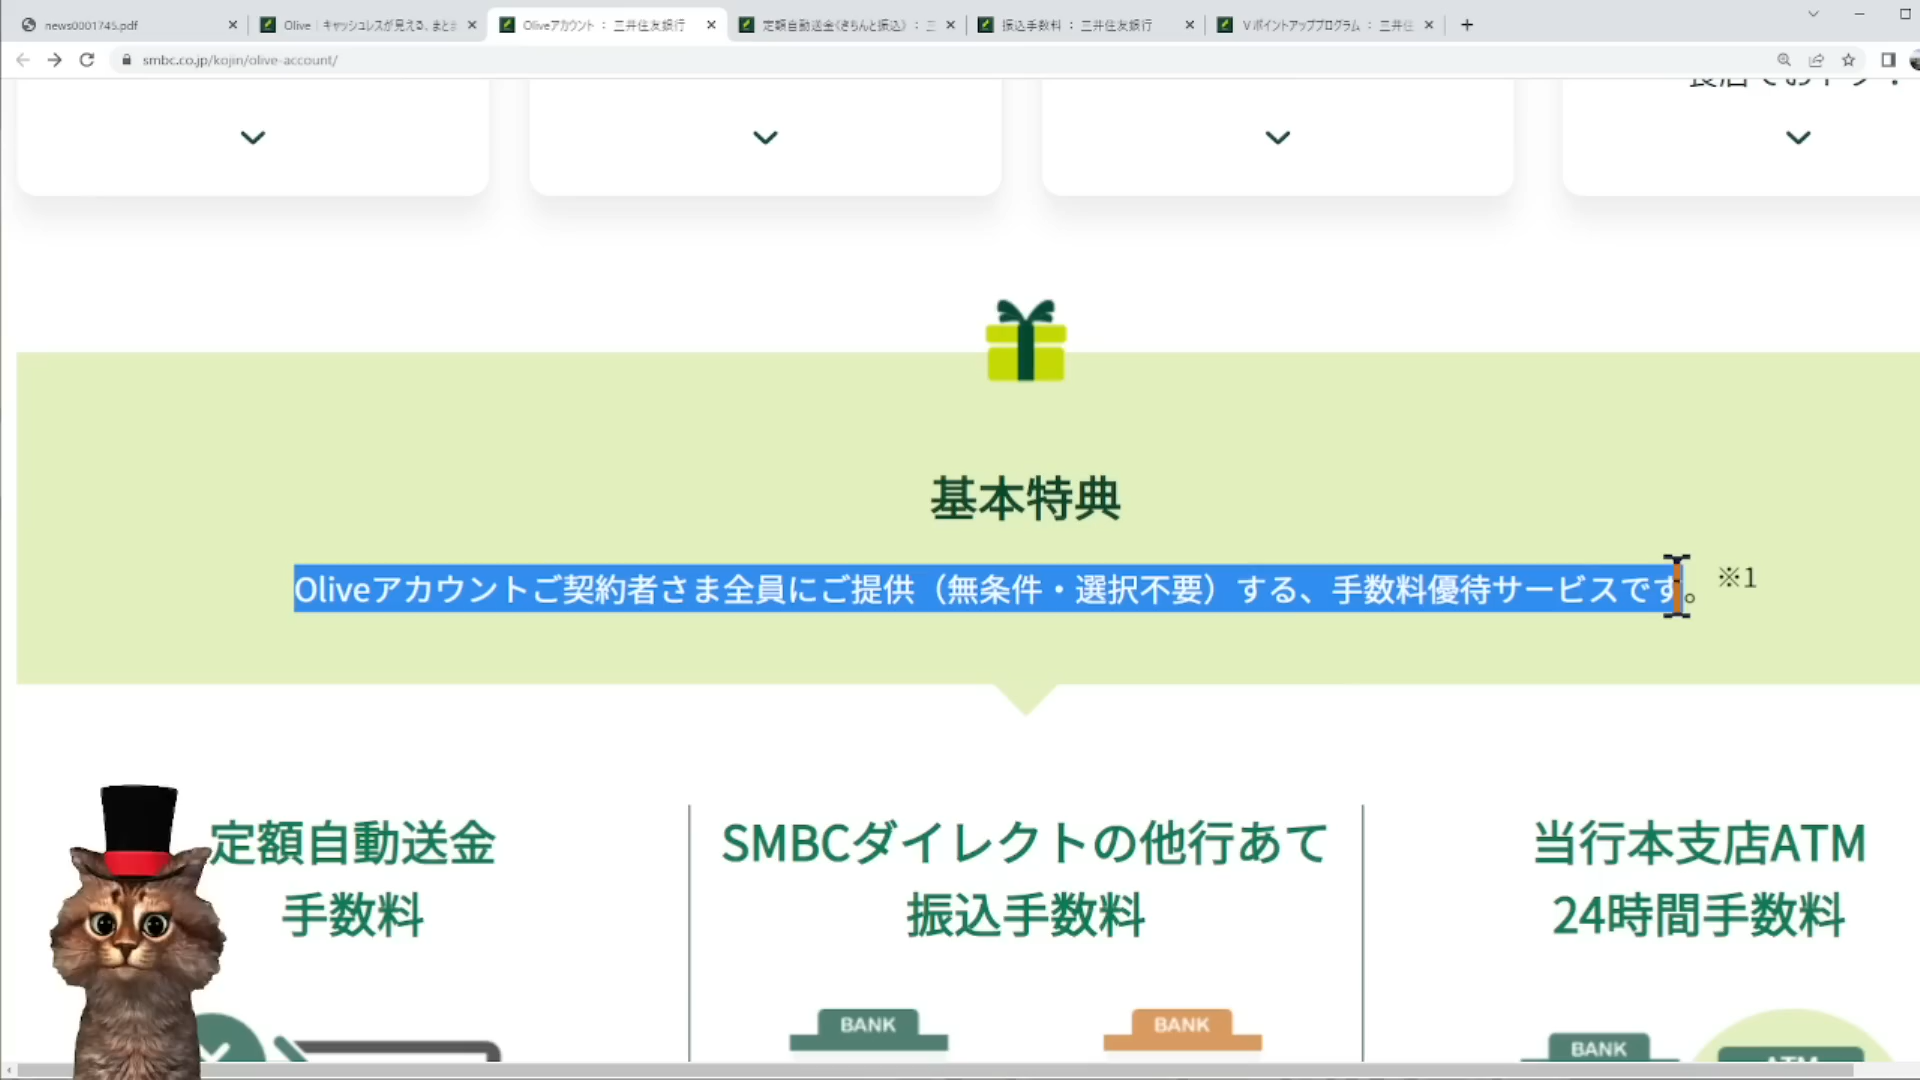 news0001745.pdf
Olive｜キャッシュレスが見える。まと
Oliveアカウント ： 三井住友銀行
定額自動送金《きちんと振込》 ： 三
振込手数料 ： 三井住友銀行
Vポイントアッププログラム ： 三井住
smbc.co.jp/kojin/olive-account/
基本特典
Oliveアカウントご契約者さま全員にご提供（無条件・選択不要）する、手数料優待サービスです。※1
定額自動送金
手数料
SMBCダイレクトの他行あて
振込手数料
当行本支店ATM
24時間手数料
BANK
BANK
BANK
ATM